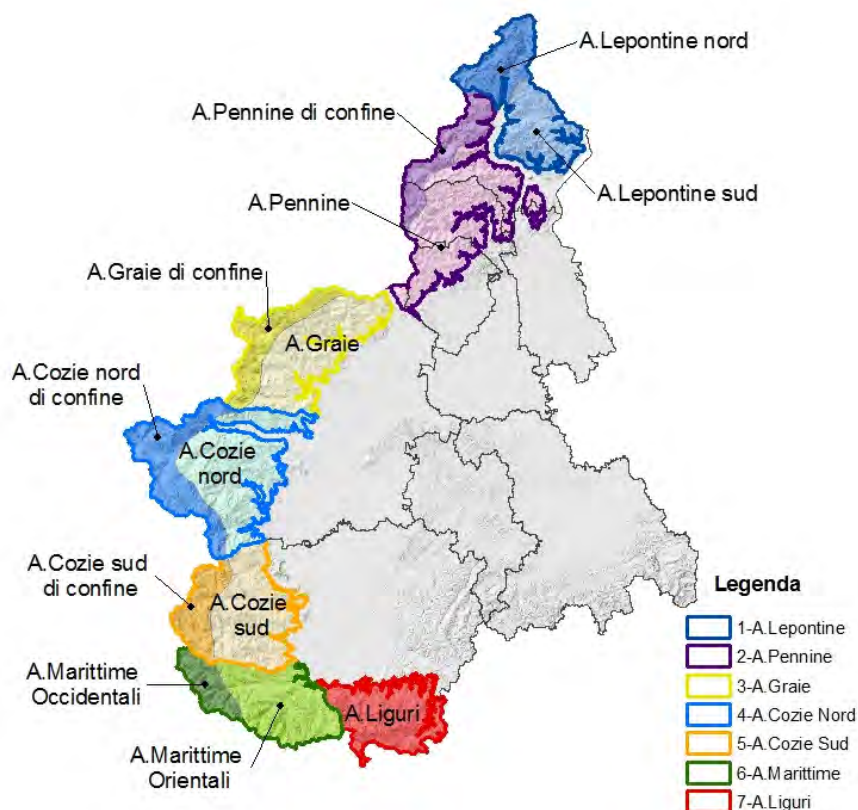 A.Lepontine nord
A.Pennine di confine
A.Lepontine sud
A.Pennine
A.Graie di confine
A.Graie
A.Cozie nord
di confine
A.Cozie
nord
A.Cozie sud
di confine
A.Cozie
sud
A.Marittime
Occidentali
A.Liguri
A.Marittime
Orientali
Legenda
1-A.Lepontine
2-A.Pennine
3-A.Graie
4-A.Cozie Nord
5-A.Cozie Sud
6-A.Marittime
7-A.Liguri